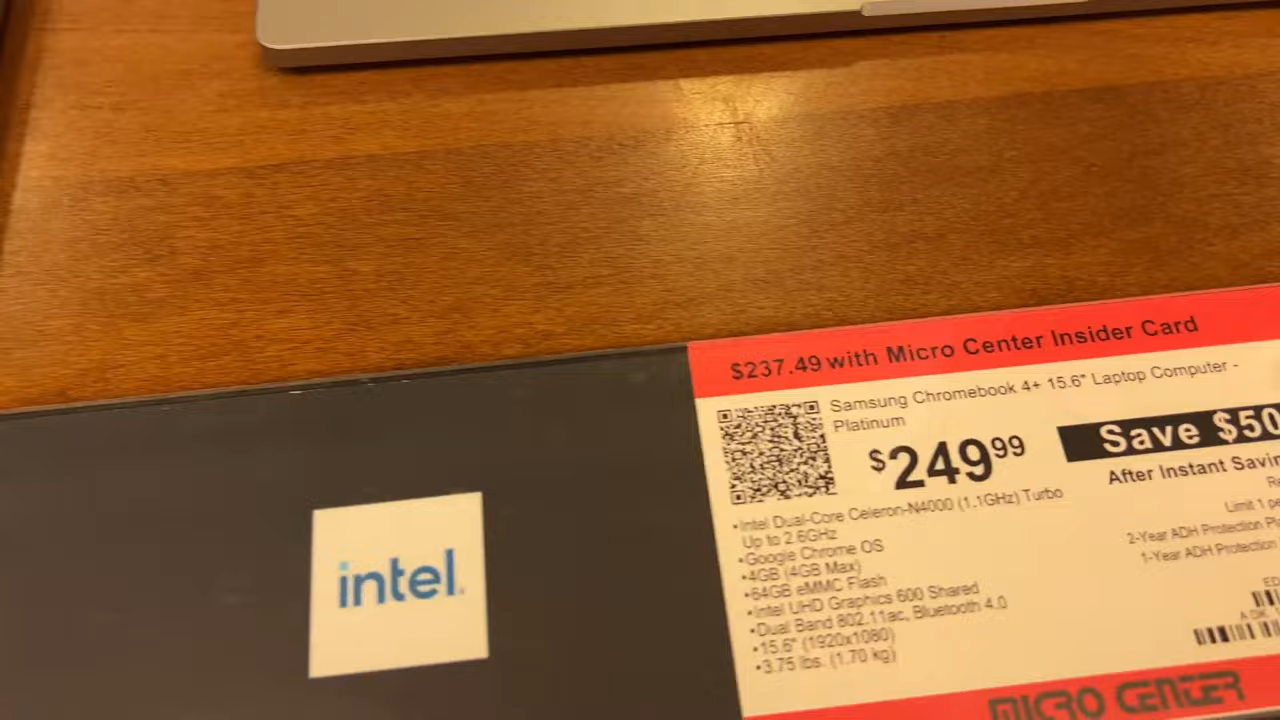 $237.49 with Micro Center Insider Card
Samsung Chromebook 4+ 15.6" Laptop Computer -
Platinum
$249.99
Save $50
After Instant
•Intel Dual-Core Celeron-N4000 (1.1GHz) Turbo
Up to 2.6GHz
•Google Chrome OS
•4GB (4GB Max)
•64GB eMMC Flash
•Intel UHD Graphics 600 Shared
•Dual Band 802.11ac, Bluetooth 4.0
•15.6" (1920x1080)
•3.75 lbs. (1.70 kg)
Limit 1
2-Year ADH Protection
1-Year ADH Protection
intel.
MICRO CENTER